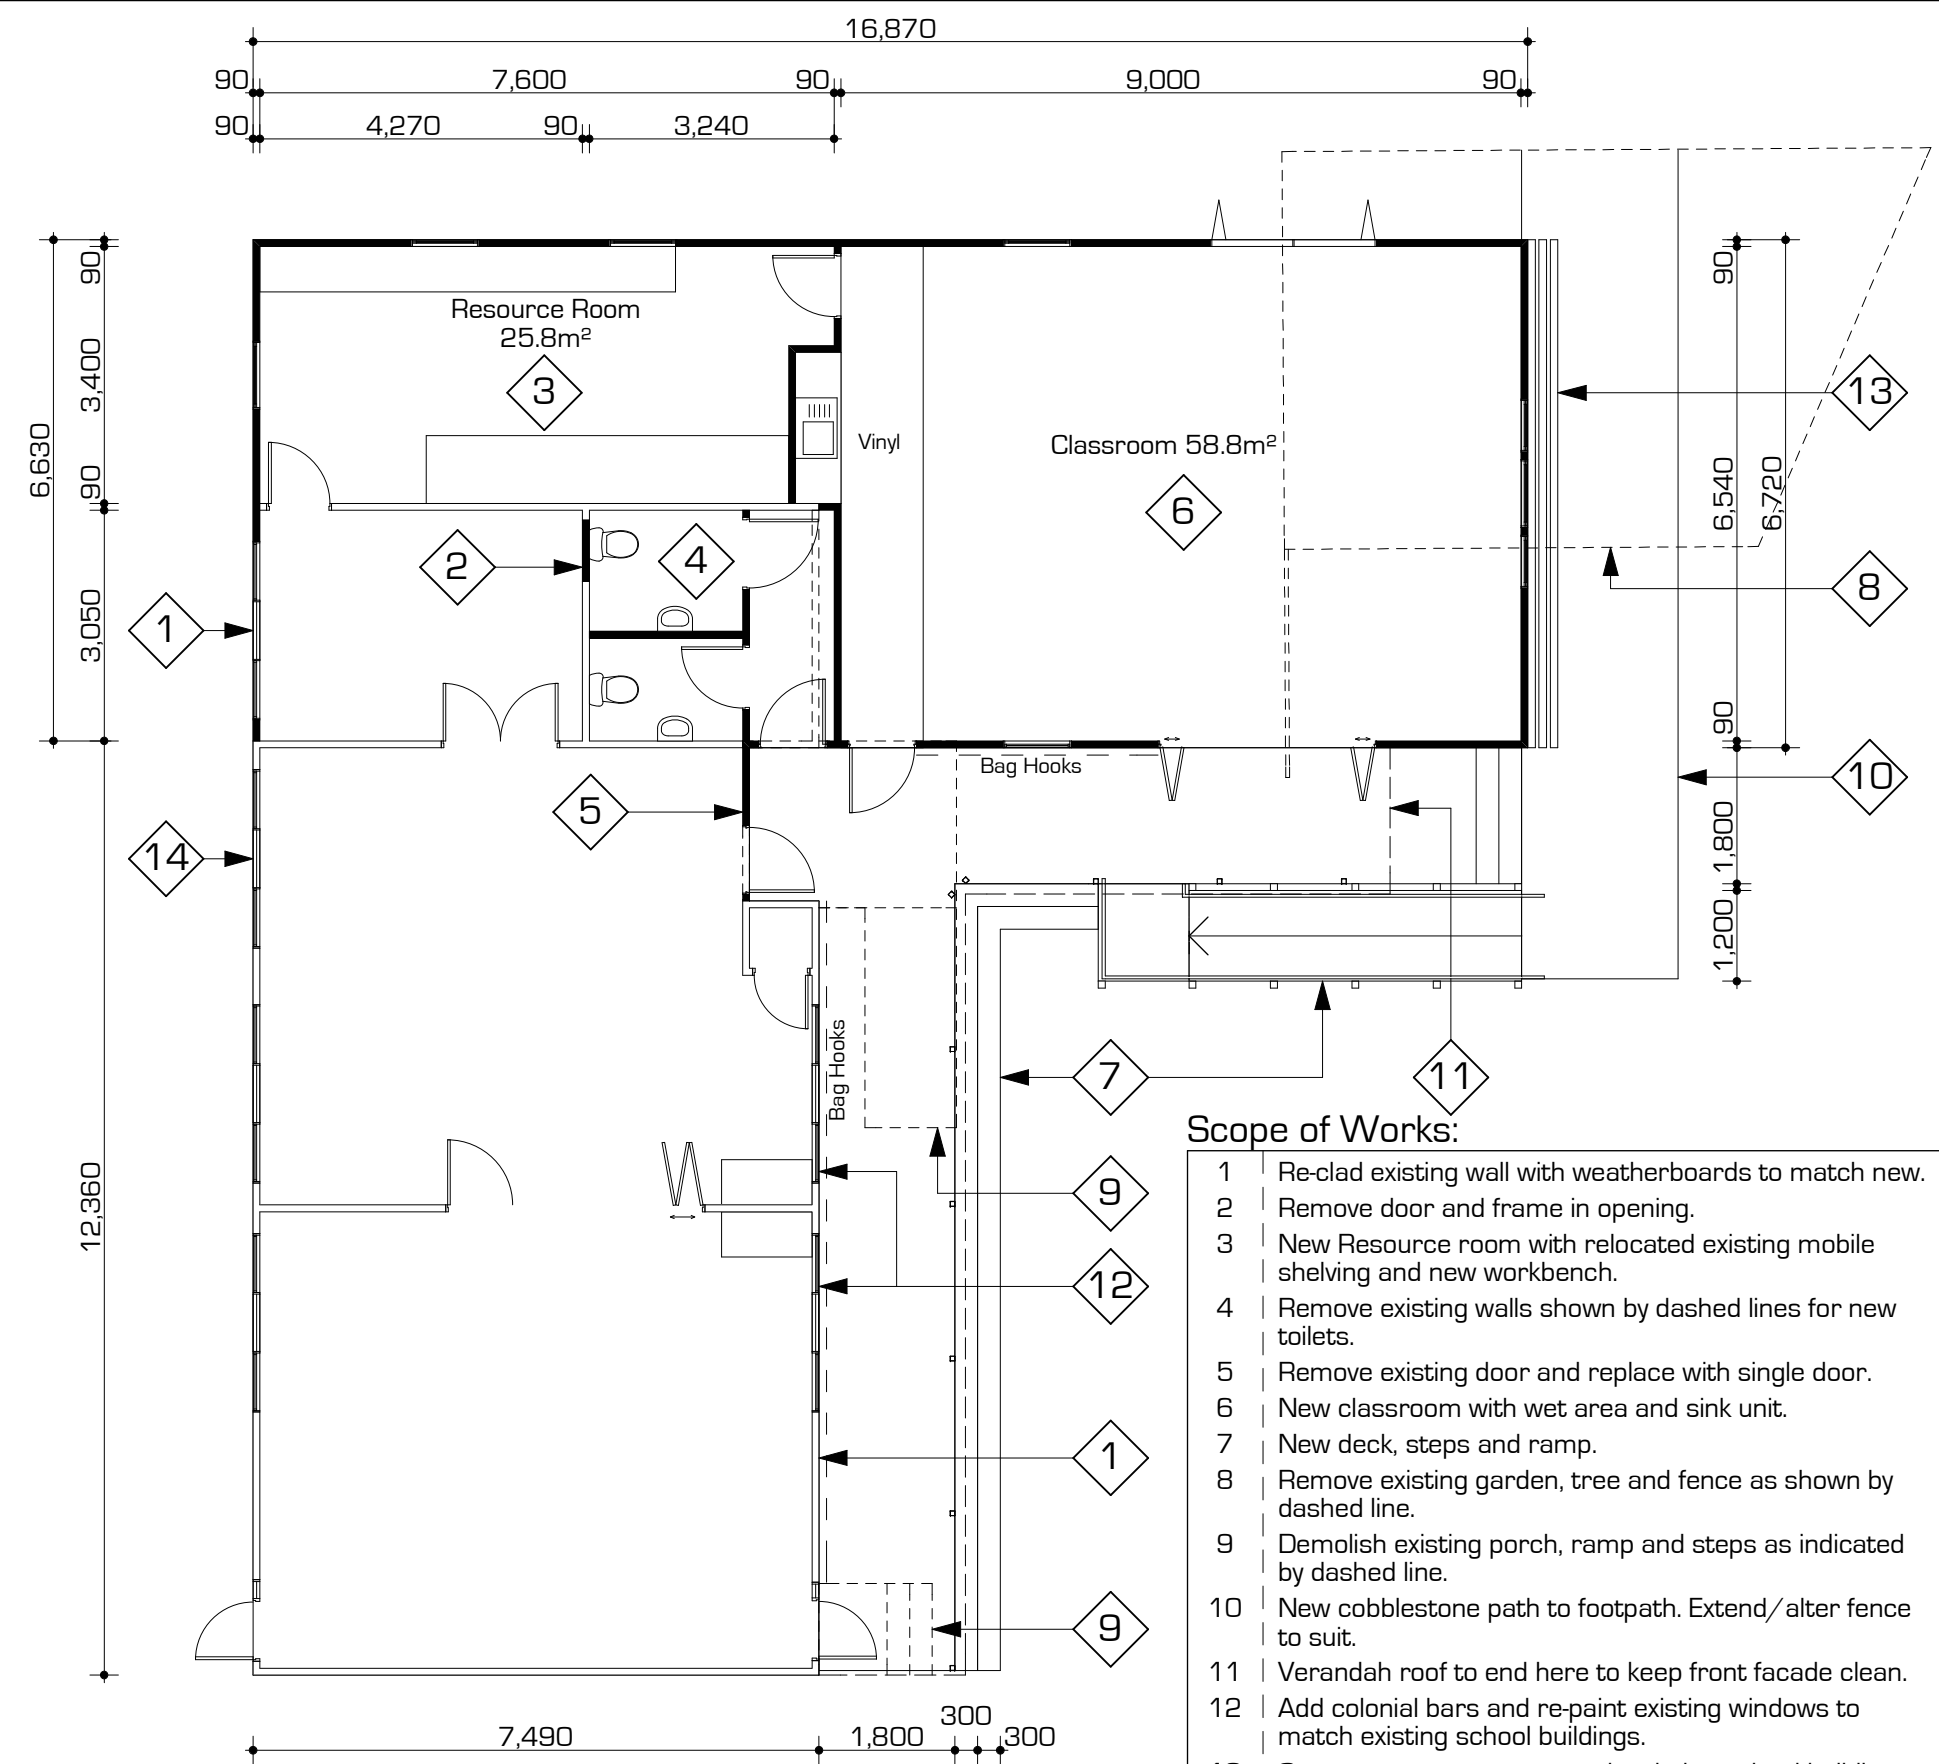 16,870
90 7,600 90 9,000 90
90 4,270 90 3,240
6,630
90
3,400
90
3,050
12,360
Resource Room
25.8m²
3
Vinyl
Classroom 58.8m²
6
2
4
1
5
14
Bag Hooks
Bag Hooks
90
6,540
6,720
90
1,800
1,200
13
8
10
7
11
9
12
1
9
7,490 1,800 300 300
Scope of Works:
1 Re-clad existing wall with weatherboards to match new.
2 Remove door and frame in opening.
3 New Resource room with relocated existing mobile
shelving and new workbench.
4 Remove existing walls shown by dashed lines for new
toilets.
5 Remove existing door and replace with single door.
6 New classroom with wet area and sink unit.
7 New deck, steps and ramp.
8 Remove existing garden, tree and fence as shown by
dashed line.
9 Demolish existing porch, ramp and steps as indicated
by dashed line.
10 New cobblestone path to footpath. Extend/alter fence
to suit.
11 Verandah roof to end here to keep front facade clean.
12 Add colonial bars and re-paint existing windows to
match existing school buildings.